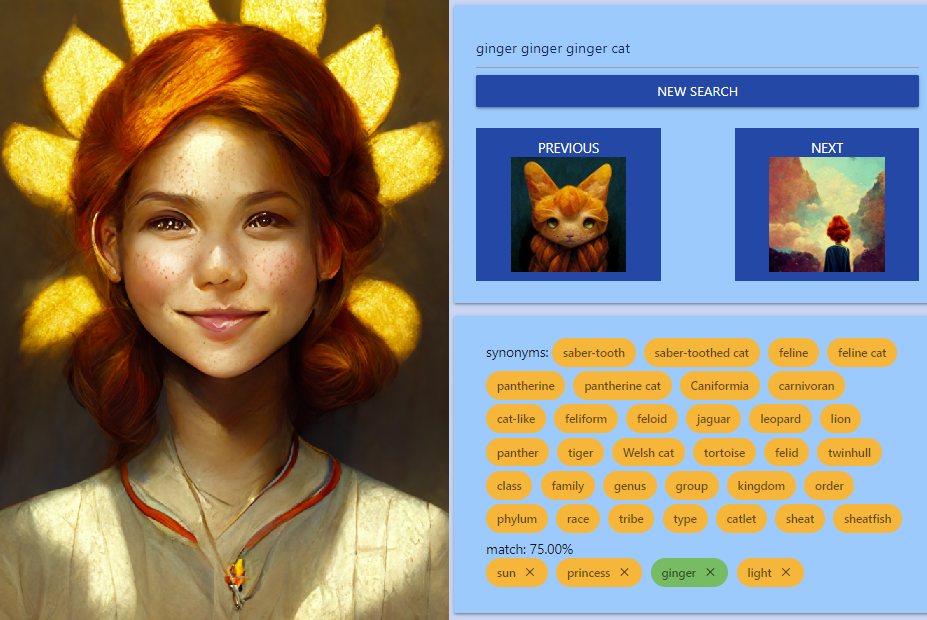 ginger ginger ginger cat
NEW SEARCH
PREVIOUS NEXT
synonyms: saber-tooth saber-toothed cat feline feline cat
pantherine pantherine cat Caniformia carnivoran
cat-like feliform feloid jaguar leopard lion
panther tiger Welsh cat tortoise felid twinhull
class family genus group kingdom order
phylum race tribe type catlet sheat sheatfish
match: 75.00%
sun × princess × ginger × light ×